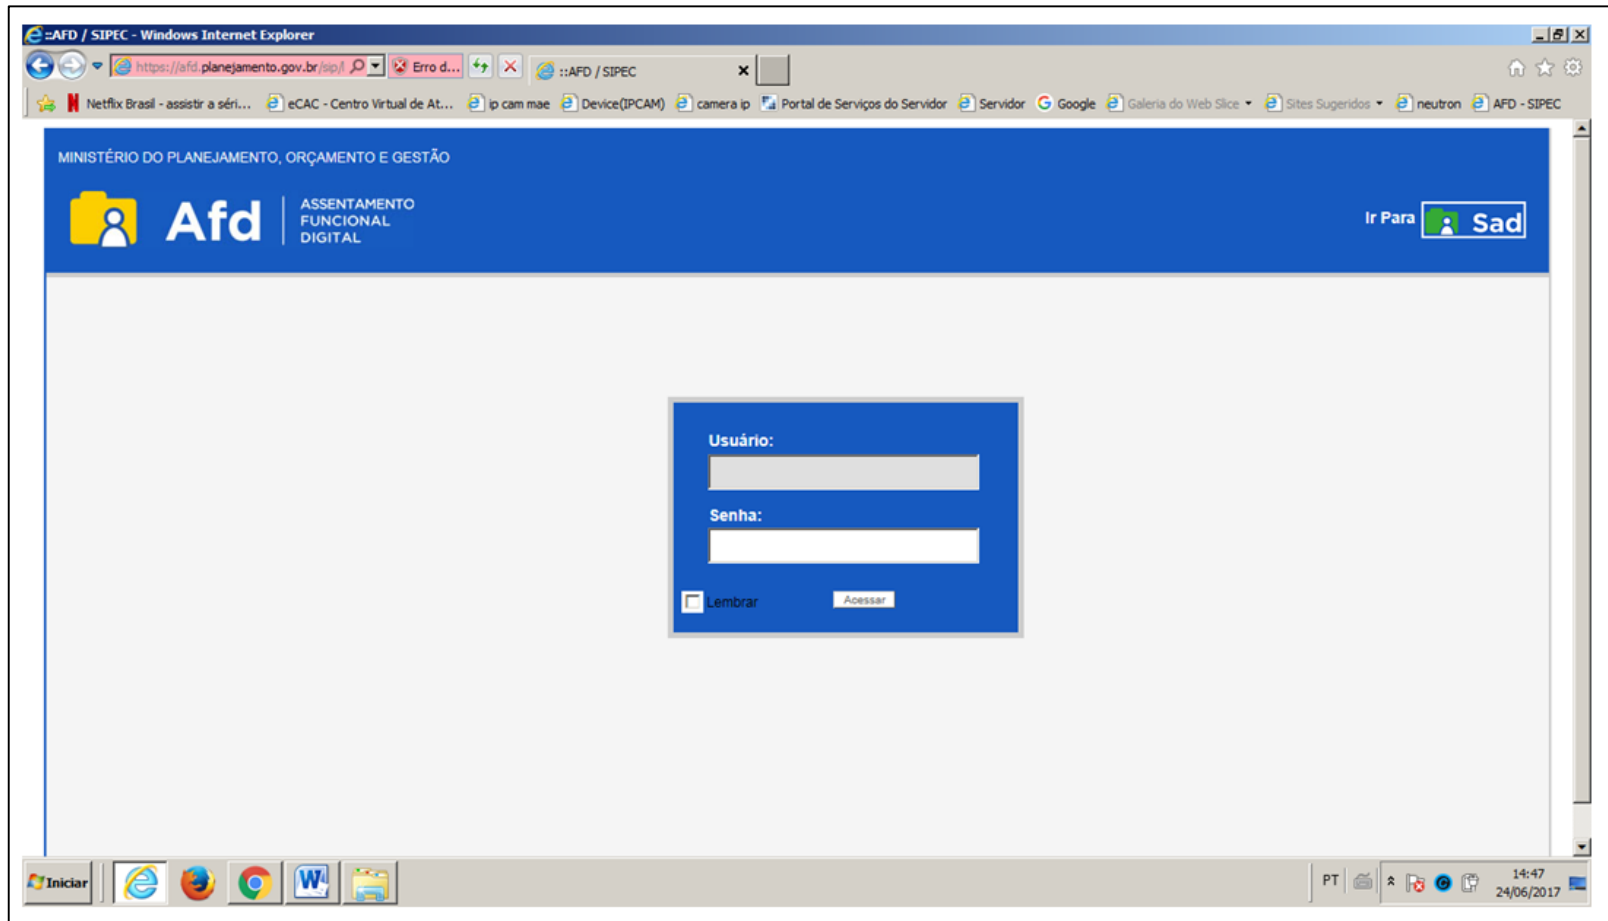 ::AFD / SIPEC - Windows Internet Explorer
https://afd.planejamento.gov.br/sip/l Erro d... ::AFD / SIPEC
Netflix Brasil - assistir a séri... eCAC - Centro Virtual de At... ip cam mae Device(IPCAM) camera ip Portal de Serviços do Servidor Servidor Google Galeria do Web Slice Sites Sugeridos neutron AFD - SIPEC
MINISTÉRIO DO PLANEJAMENTO, ORÇAMENTO E GESTÃO
Afd
ASSENTAMENTO
FUNCIONAL
DIGITAL
Ir Para Sad
Usuário:
Senha:
Lembrar Acessar
Iniciar
PT
14:47
24/06/2017